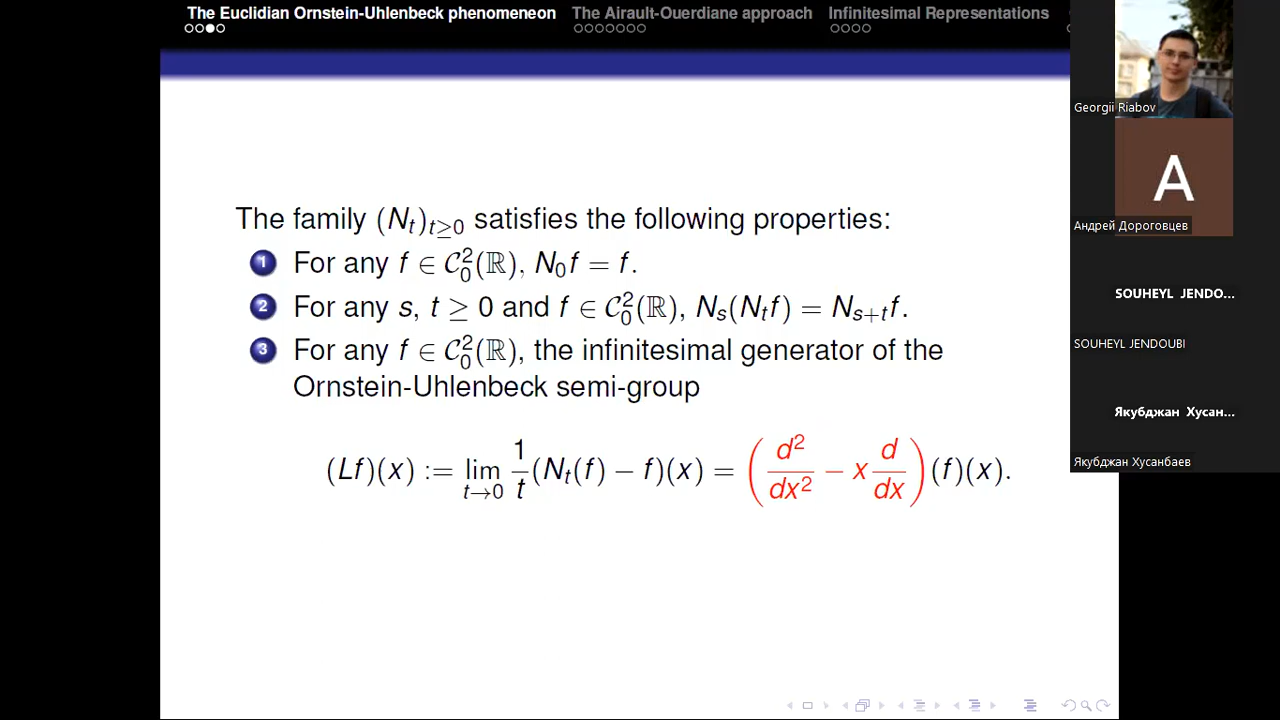 The Euclidian Ornstein-Uhlenbeck phenomeneon The Airault-Ouerdiane approach Infinitesimal Representations
The family (N_t)_{t≥0} satisfies the following properties:
1 For any f ∈ C_0^2(ℝ), N_0 f = f.
2 For any s, t ≥ 0 and f ∈ C_0^2(ℝ), N_s(N_t f) = N_{s+t} f.
3 For any f ∈ C_0^2(ℝ), the infinitesimal generator of the
Ornstein-Uhlenbeck semi-group
(Lf)(x) := lim_{t→0} 1/t (N_t(f) − f)(x) = (d²/dx² − x d/dx) (f)(x).
Georgii Riabov
A
Андрей Дороговцев
SOUHEYL JENDO...
SOUHEYL JENDOUBI
Якубджан Хусан...
Якубджан Хусанбаев